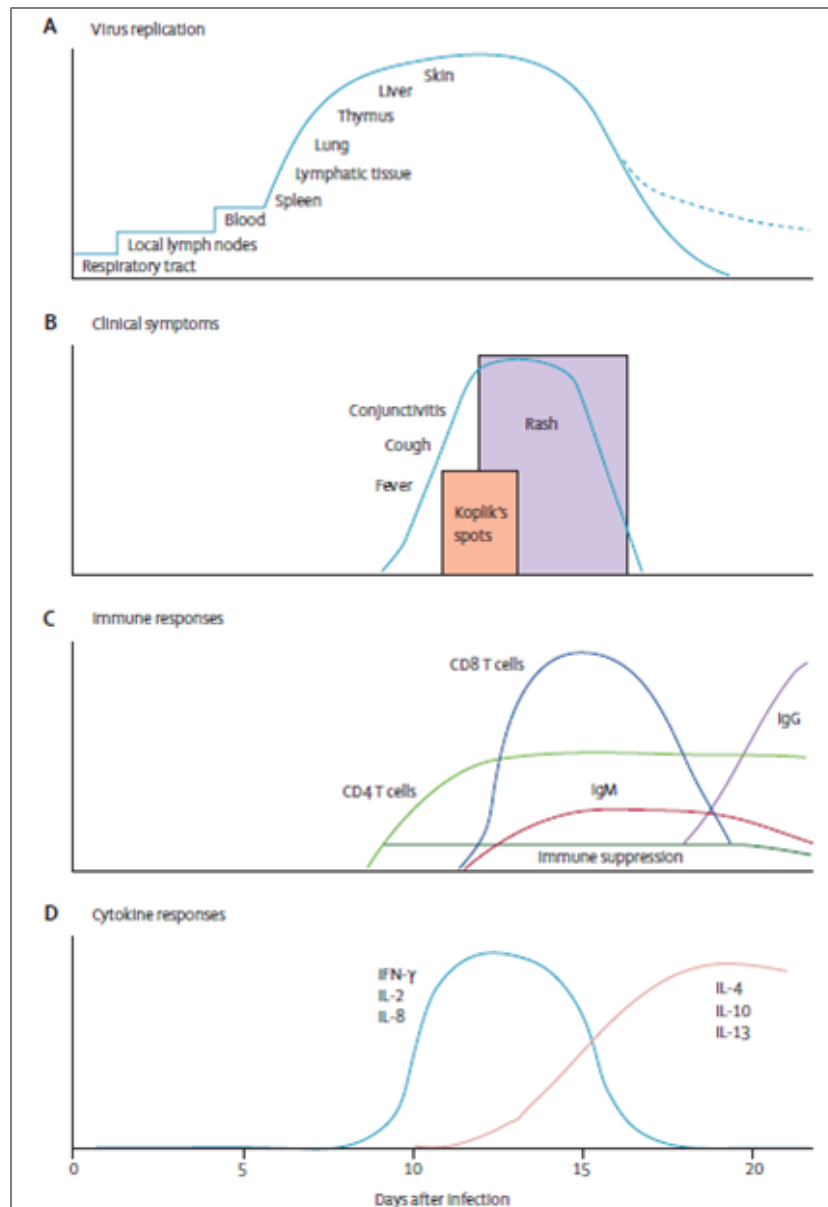 A Virus replication
Skin
Liver
Thymus
Lung
Lymphatic tissue
Spleen
Blood
Local lymph nodes
Respiratory tract
B Clinical symptoms
Conjunctivitis
Rash
Cough
Fever
Koplik's
spots
C Immune responses
CD8 T cells
IgG
CD4 T cells
IgM
Immune suppression
D Cytokine responses
IFN-γ
IL-2
IL-8
IL-4
IL-10
IL-13
0 5 10 15 20
Days after infection